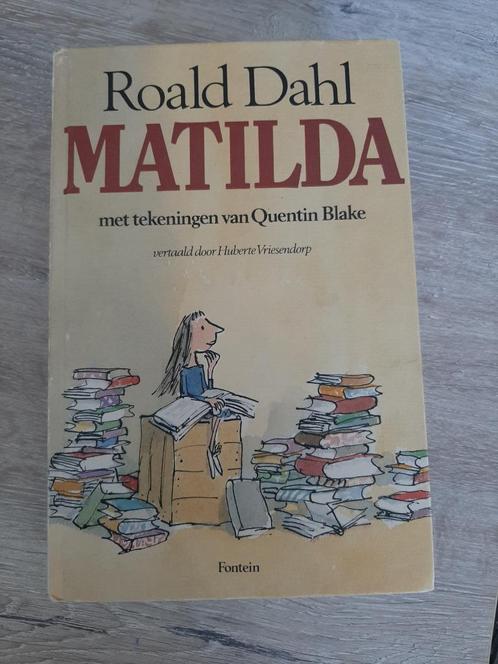 Roald Dahl
MATILDA
met tekeningen van Quentin Blake
vertaald door Huberte Vriesendorp
Fontein